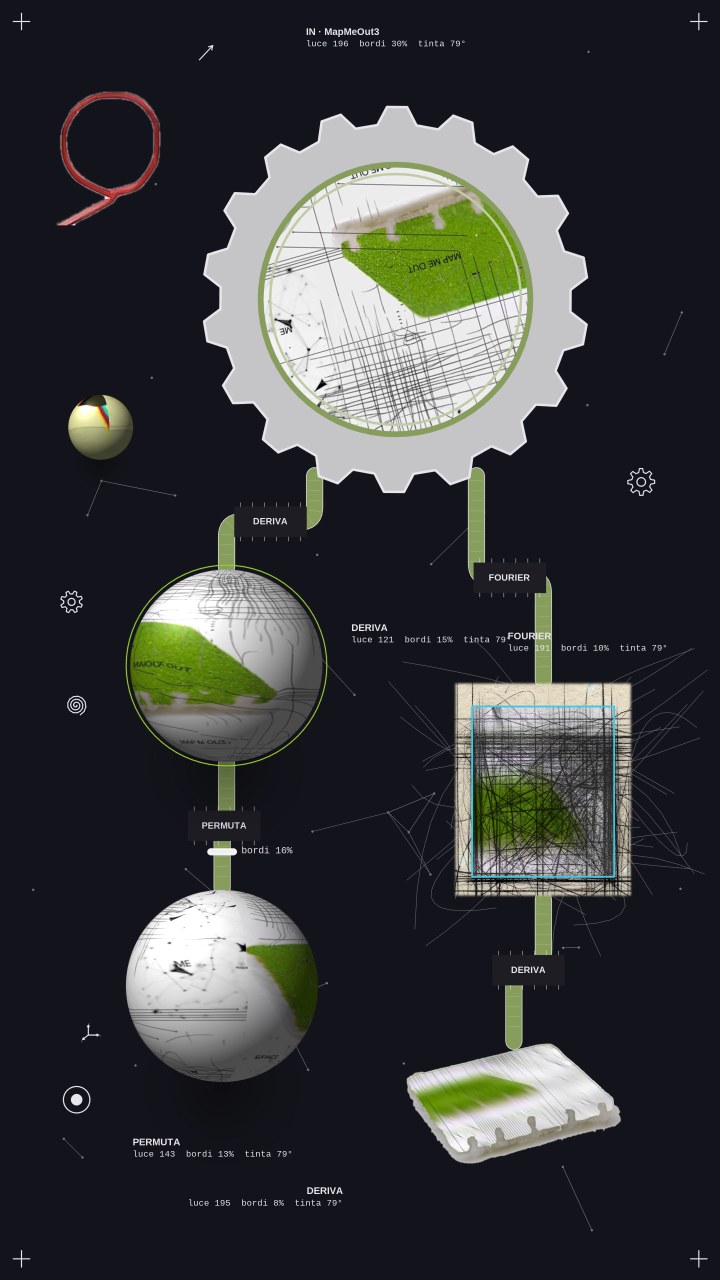 IN · MapMeOut3
luce 196 bordi 30% tinta 79°
MAP ME OUT
ME
DERIVA
FOURIER
DERIVA
luce 121 bordi 15% tinta 79°
FOURIER
luce 191 bordi 10% tinta 79°
PERMUTA
bordi 16%
ME
DERIVA
PERMUTA
luce 143 bordi 13% tinta 79°
DERIVA
luce 195 bordi 8% tinta 79°